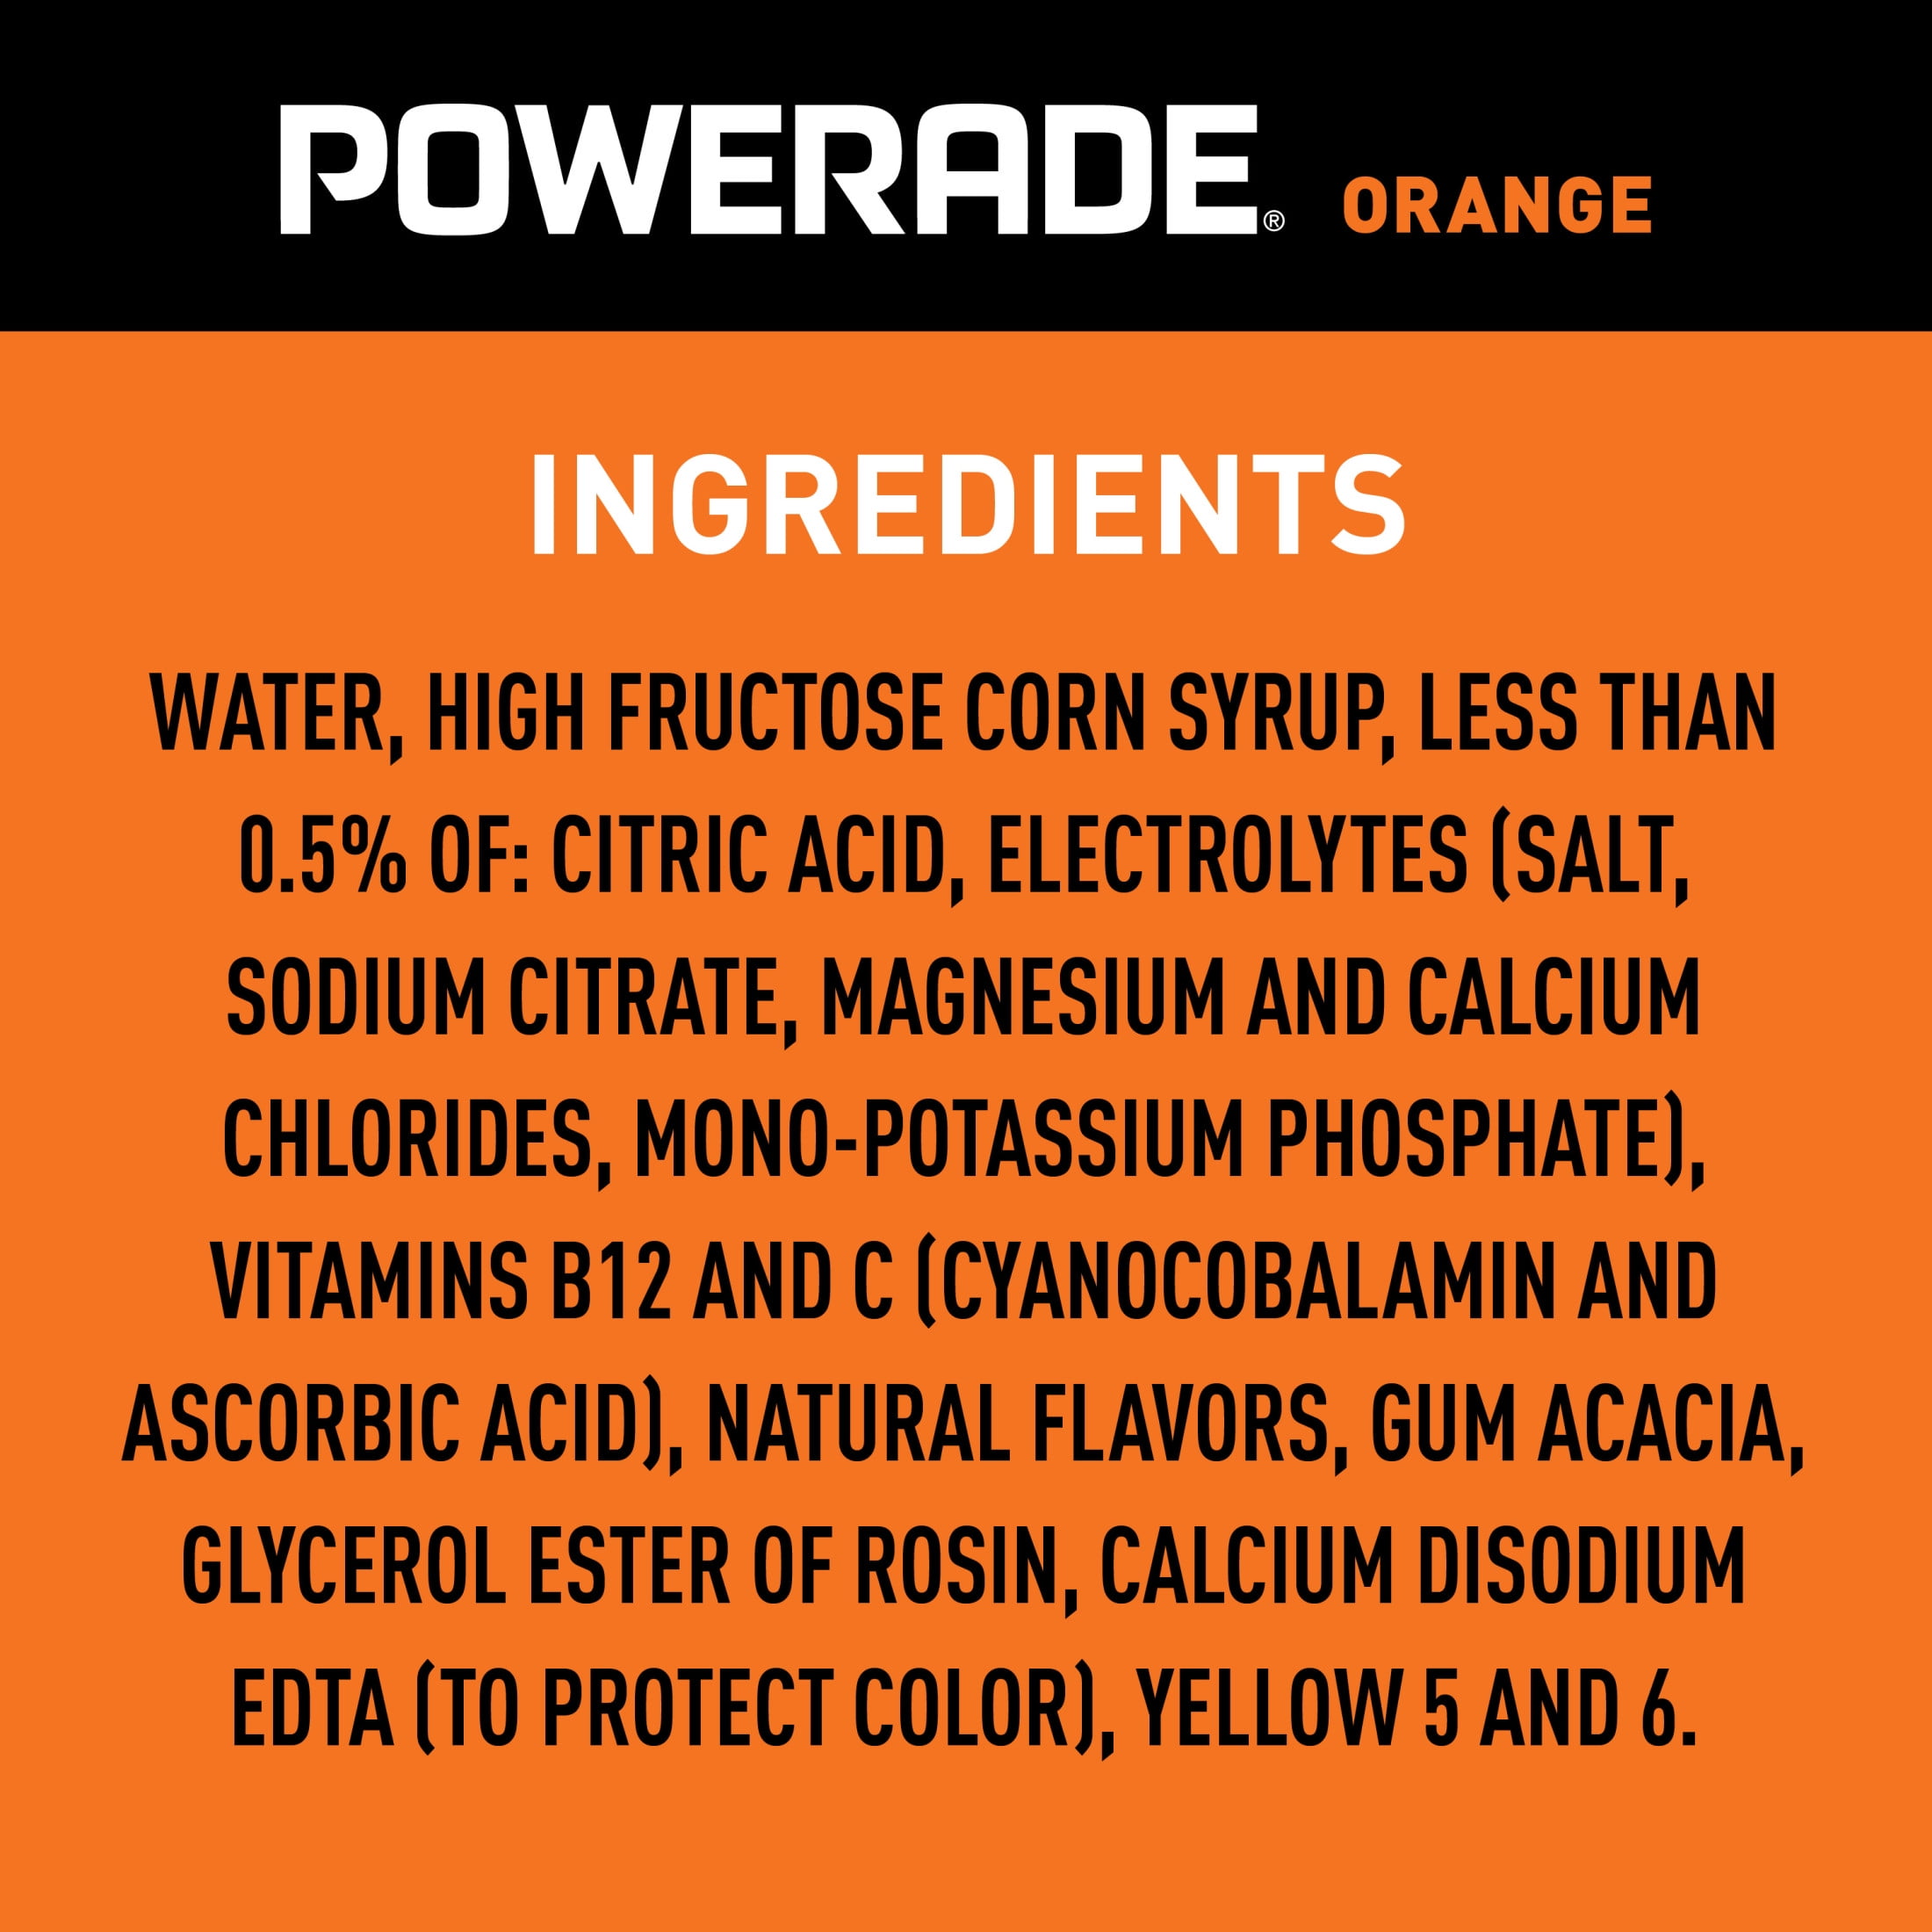 POWERADE® ORANGE
INGREDIENTS
WATER, HIGH FRUCTOSE CORN SYRUP, LESS THAN
0.5% OF: CITRIC ACID, ELECTROLYTES (SALT,
SODIUM CITRATE, MAGNESIUM AND CALCIUM
CHLORIDES, MONO-POTASSIUM PHOSPHATE),
VITAMINS B12 AND C (CYANOCOBALAMIN AND
ASCORBIC ACID), NATURAL FLAVORS, GUM ACACIA,
GLYCEROL ESTER OF ROSIN, CALCIUM DISODIUM
EDTA (TO PROTECT COLOR), YELLOW 5 AND 6.